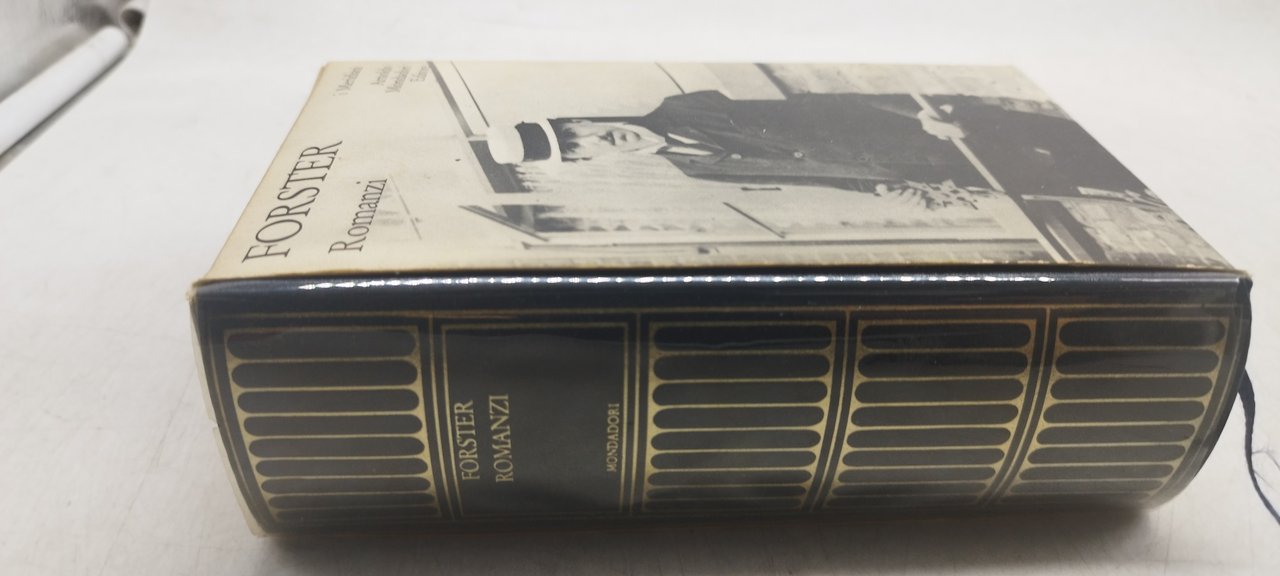 FORSTER
Romanzi
i Meridiani
Arnoldo
Mondadori
Editore
FORSTER
ROMANZI
MONDADORI